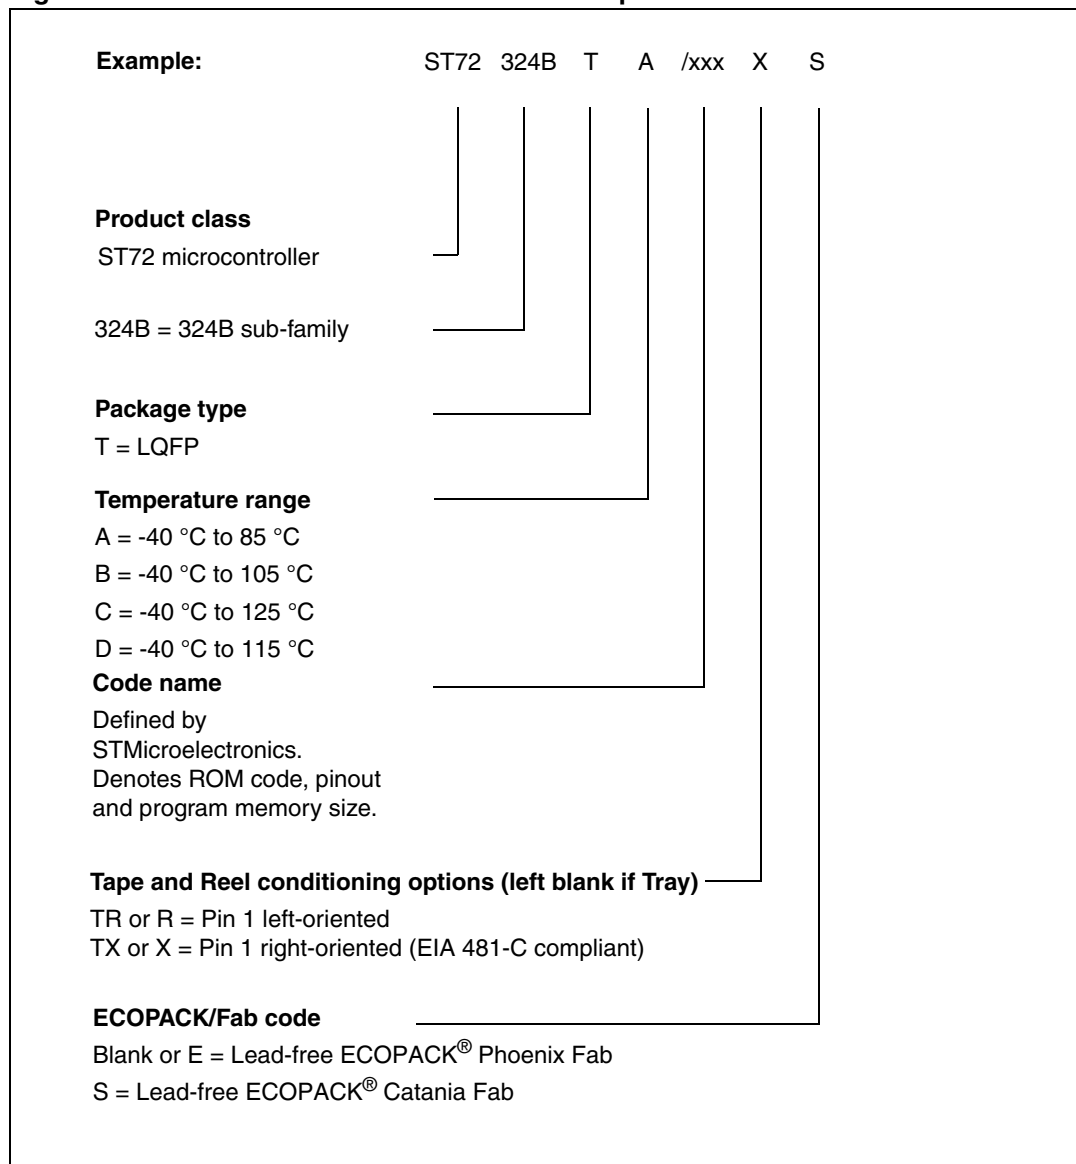 Example: ST72 324B T A /xxx X S
Product class
ST72 microcontroller
324B = 324B sub-family
Package type
T = LQFP
Temperature range
A = -40 °C to 85 °C
B = -40 °C to 105 °C
C = -40 °C to 125 °C
D = -40 °C to 115 °C
Code name
Defined by
STMicroelectronics.
Denotes ROM code, pinout
and program memory size.
Tape and Reel conditioning options (left blank if Tray)
TR or R = Pin 1 left-oriented
TX or X = Pin 1 right-oriented (EIA 481-C compliant)
ECOPACK/Fab code
Blank or E = Lead-free ECOPACK® Phoenix Fab
S = Lead-free ECOPACK® Catania Fab